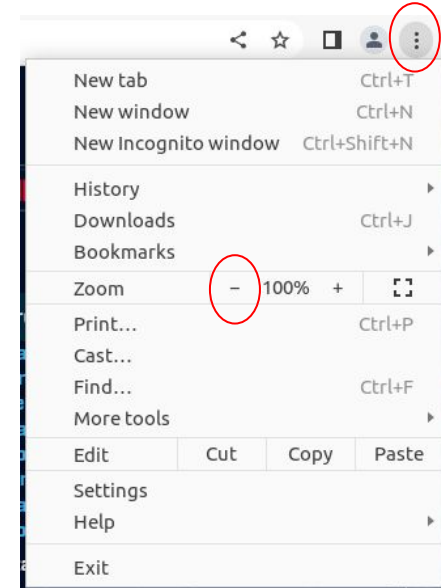 New tab Ctrl+T
New window Ctrl+N
New Incognito window Ctrl+Shift+N
History
Downloads Ctrl+J
Bookmarks
Zoom − 100% +
Print... Ctrl+P
Cast...
Find... Ctrl+F
More tools
Edit Cut Copy Paste
Settings
Help
Exit